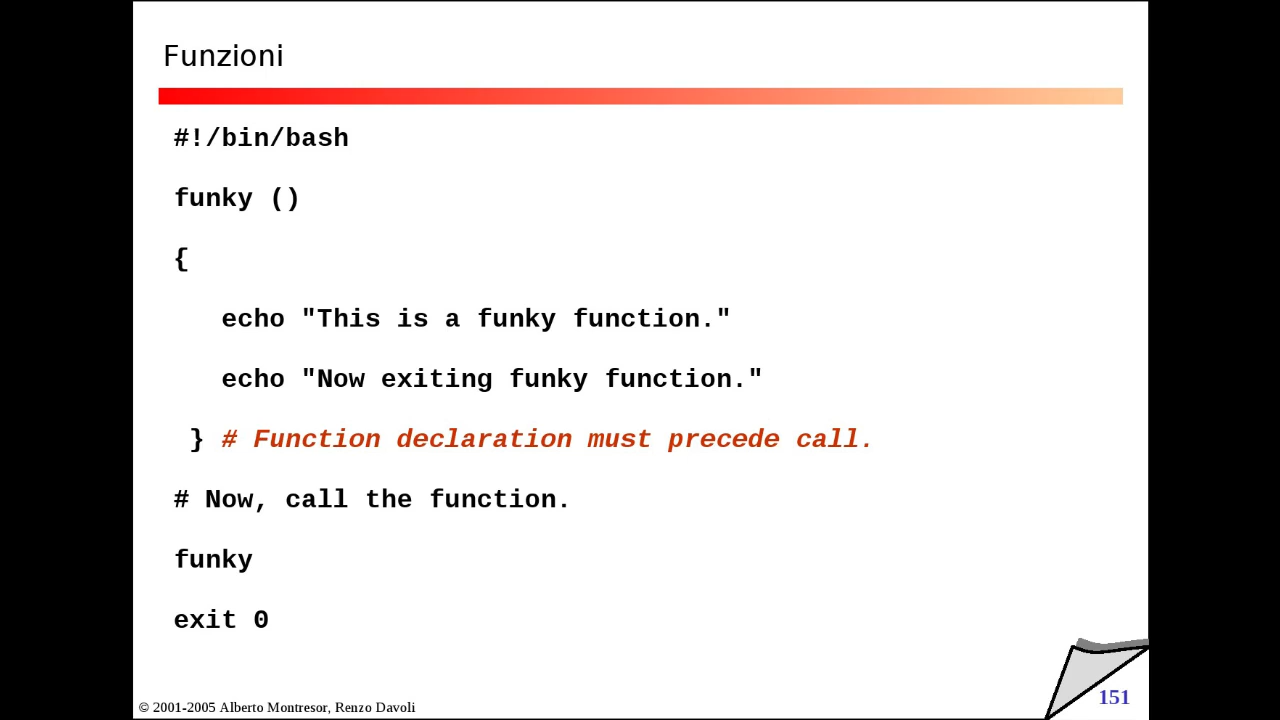 Funzioni
#!/bin/bash
funky ()
{
   echo "This is a funky function."
   echo "Now exiting funky function."
 } # Function declaration must precede call.
# Now, call the function.
funky
exit 0
© 2001-2005 Alberto Montresor, Renzo Davoli
151